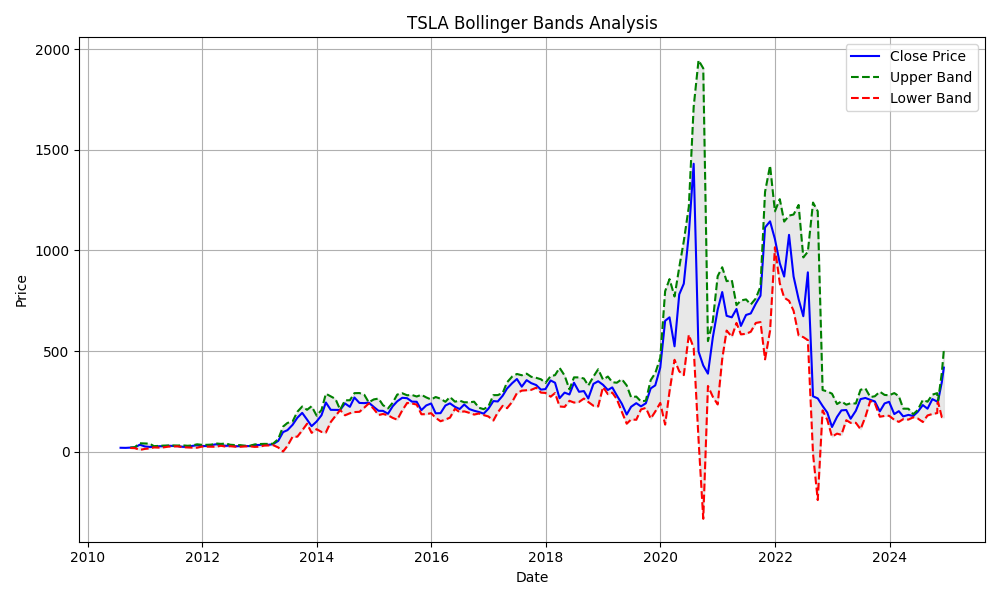 TSLA Bollinger Bands Analysis
Close Price
Upper Band
Lower Band
Price
2000
1500
1000
500
0
2010 2012 2014 2016 2018 2020 2022 2024
Date